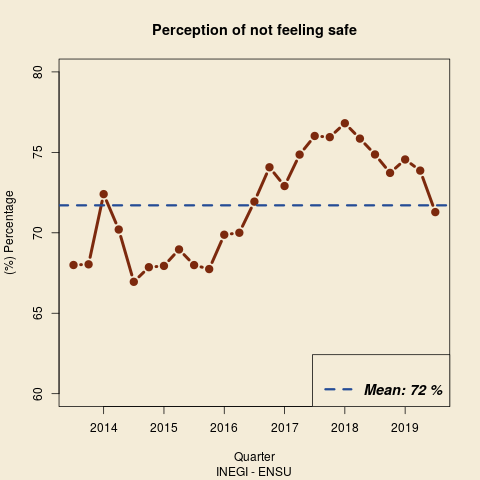 Perception of not feeling safe
80
75
70
65
60
(%) Percentage
Mean: 72 %
2014 2015 2016 2017 2018 2019
Quarter
INEGI - ENSU